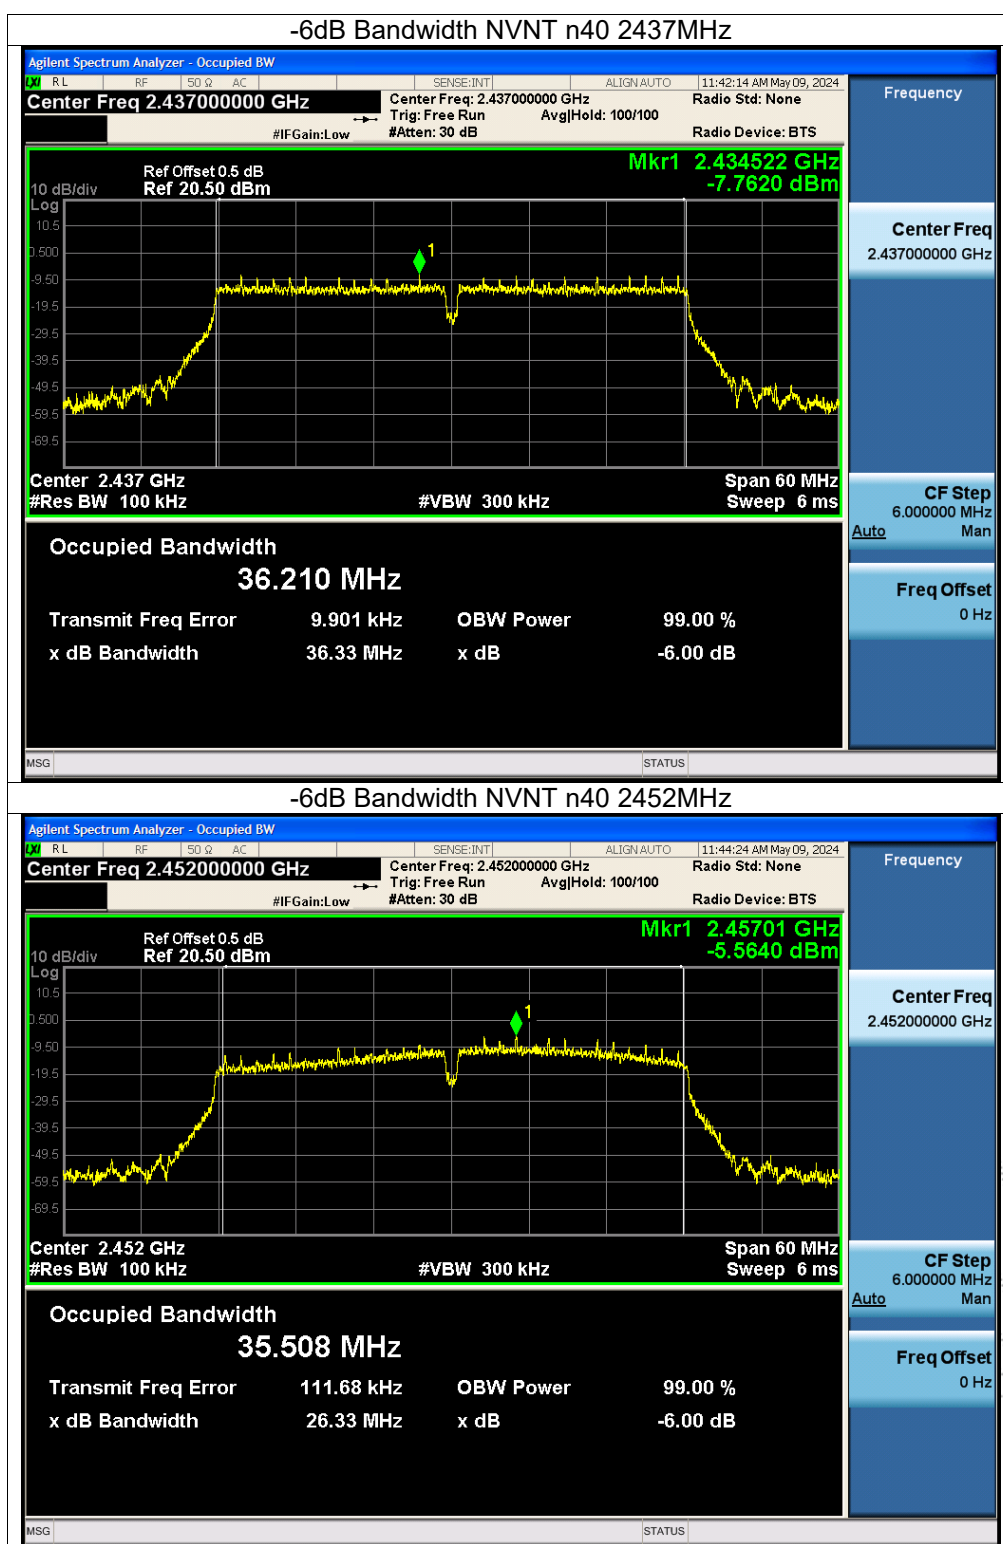 -6dB Bandwidth NVNT n40 2437MHz
Agilent Spectrum Analyzer - Occupied BW
LXI RL RF 50 Ω AC SENSE:INT ALIGN AUTO 11:42:14 AM May 09, 2024
Center Freq 2.437000000 GHz Center Freq: 2.437000000 GHz Radio Std: None Frequency
Trig: Free Run Avg|Hold: 100/100
#IFGain:Low #Atten: 30 dB Radio Device: BTS
Mkr1 2.434522 GHz
-7.7620 dBm
Ref Offset 0.5 dB
10 dB/div Ref 20.50 dBm
Log
10.5
0.500
-9.50
-19.5
-29.5
-39.5
-49.5
-59.5
-69.5
1
Center 2.437 GHz Span 60 MHz
#Res BW 100 kHz #VBW 300 kHz Sweep 6 ms
Center Freq
2.437000000 GHz
CF Step
6.000000 MHz
Auto Man
Freq Offset
0 Hz
Occupied Bandwidth
36.210 MHz
Transmit Freq Error 9.901 kHz OBW Power 99.00 %
x dB Bandwidth 36.33 MHz x dB -6.00 dB
MSG STATUS
-6dB Bandwidth NVNT n40 2452MHz
Agilent Spectrum Analyzer - Occupied BW
LXI RL RF 50 Ω AC SENSE:INT ALIGN AUTO 11:44:24 AM May 09, 2024
Center Freq 2.452000000 GHz Center Freq: 2.452000000 GHz Radio Std: None Frequency
Trig: Free Run Avg|Hold: 100/100
#IFGain:Low #Atten: 30 dB Radio Device: BTS
Mkr1 2.45701 GHz
-5.5640 dBm
Ref Offset 0.5 dB
10 dB/div Ref 20.50 dBm
Log
10.5
0.500
-9.50
-19.5
-29.5
-39.5
-49.5
-59.5
-69.5
1
Center 2.452 GHz Span 60 MHz
#Res BW 100 kHz #VBW 300 kHz Sweep 6 ms
Center Freq
2.452000000 GHz
CF Step
6.000000 MHz
Auto Man
Freq Offset
0 Hz
Occupied Bandwidth
35.508 MHz
Transmit Freq Error 111.68 kHz OBW Power 99.00 %
x dB Bandwidth 26.33 MHz x dB -6.00 dB
MSG STATUS